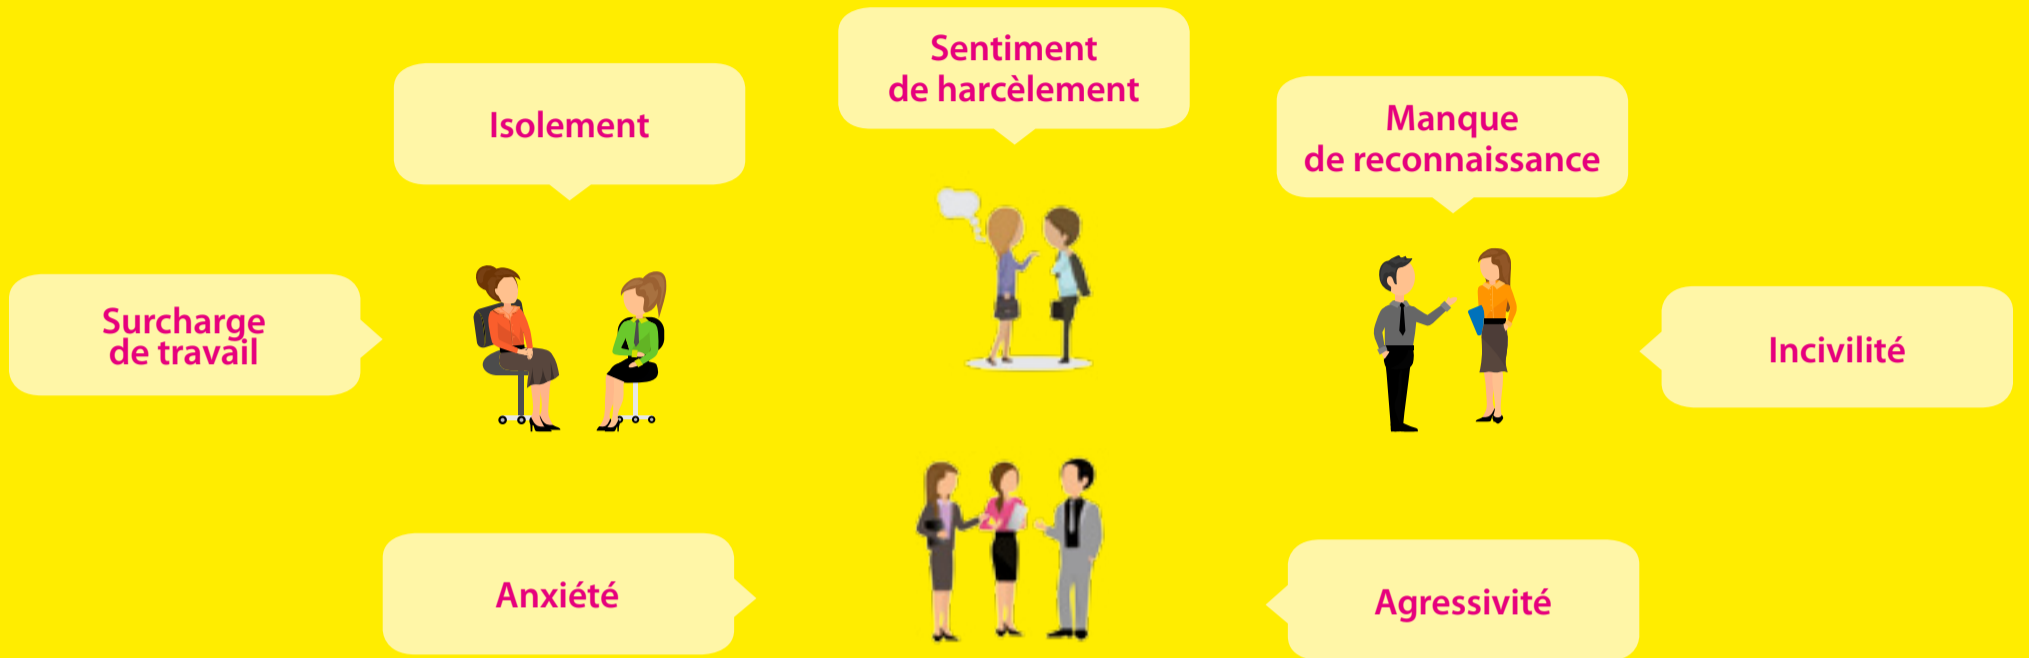 Sentiment
de harcèlement
Isolement
Manque
de reconnaissance
Surcharge
de travail
Incivilité
Anxiété
Agressivité